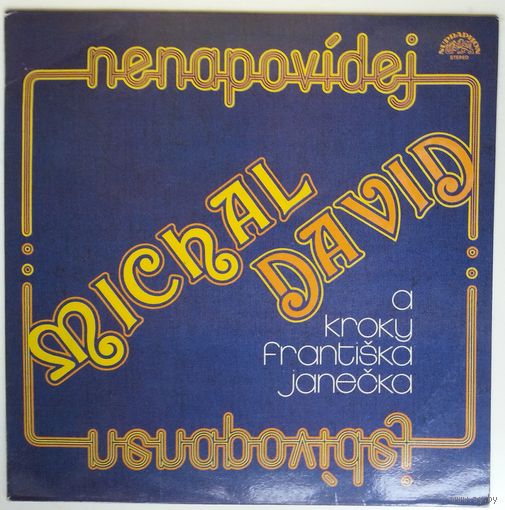 SUPRAPHON
STEREO
nenapovídej
MICHAL
DAVID
a
kroky
františka
janečka
nenapovídej